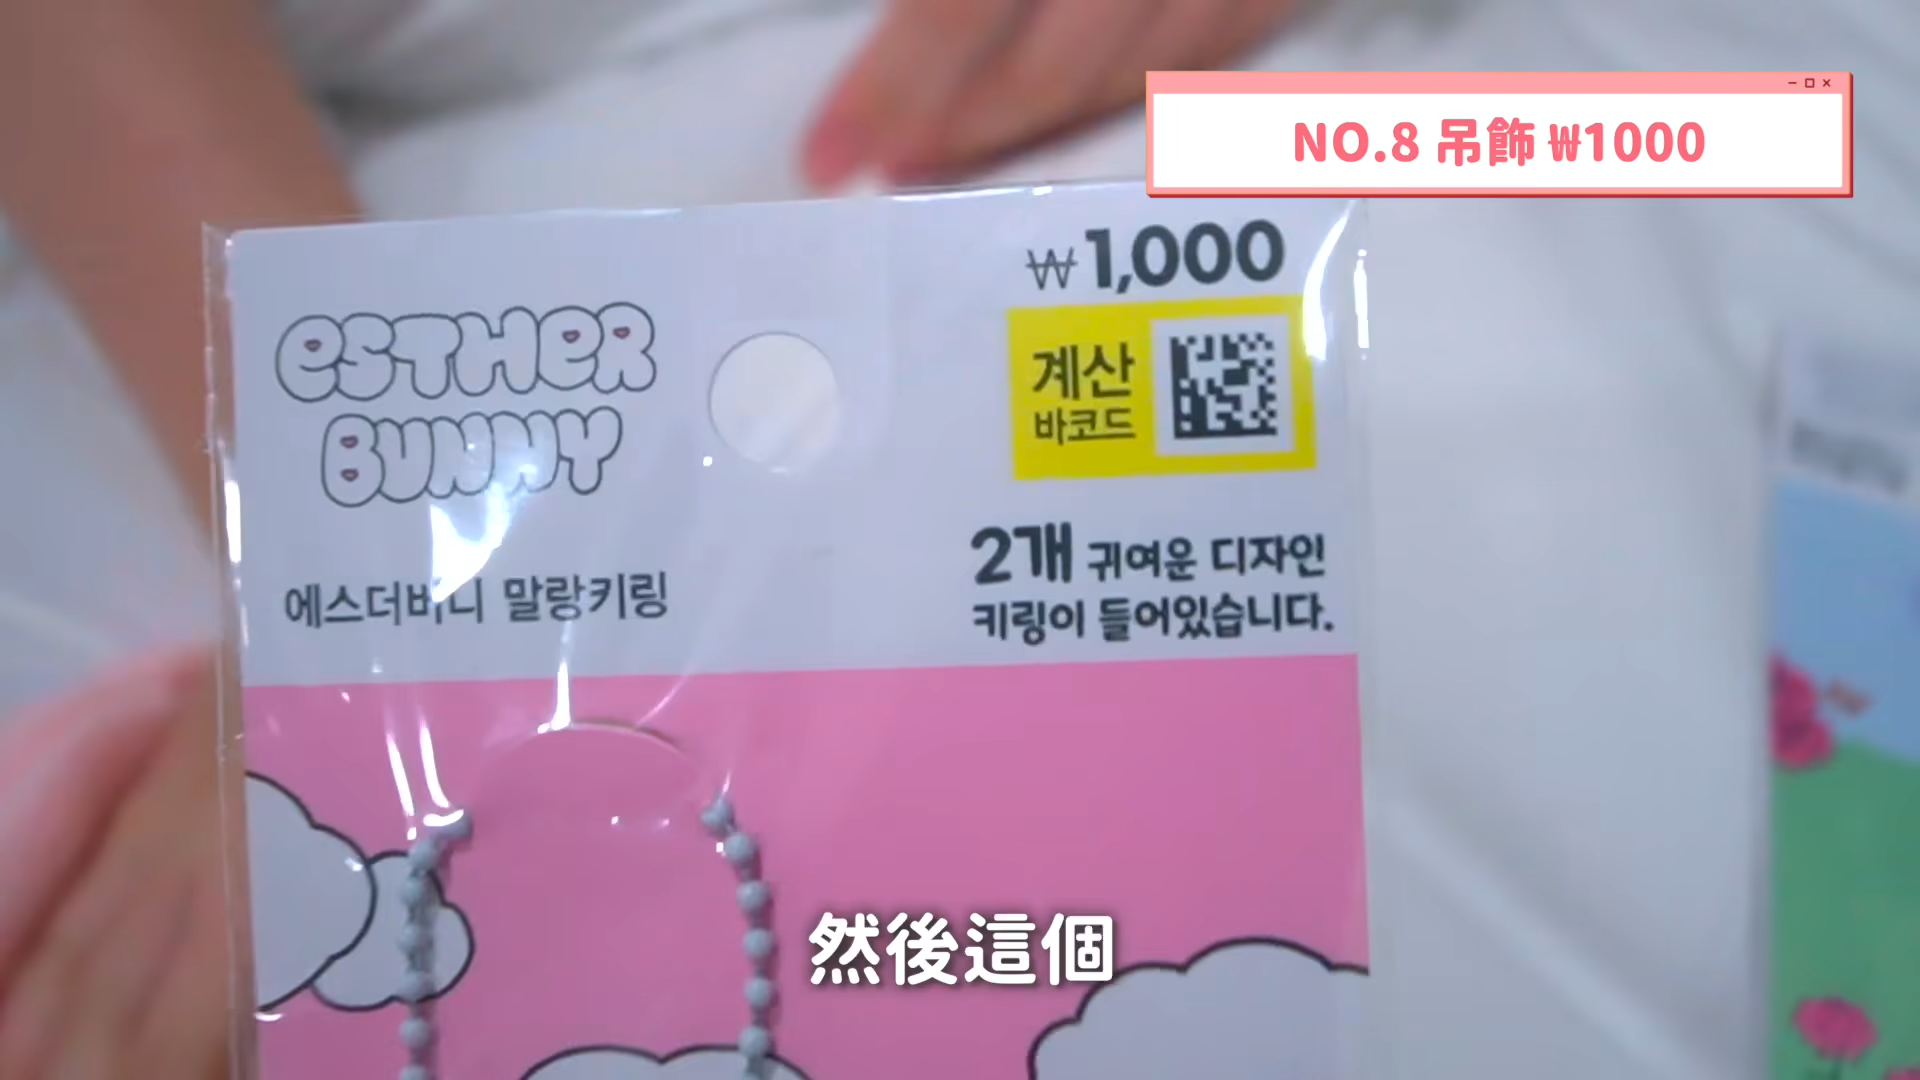 NO.8 吊飾 ₩1000
₩1,000
ESTHER
BUNNY
계산
바코드
에스더버니 말랑키링
2개 귀여운 디자인
키링이 들어있습니다.
然後這個